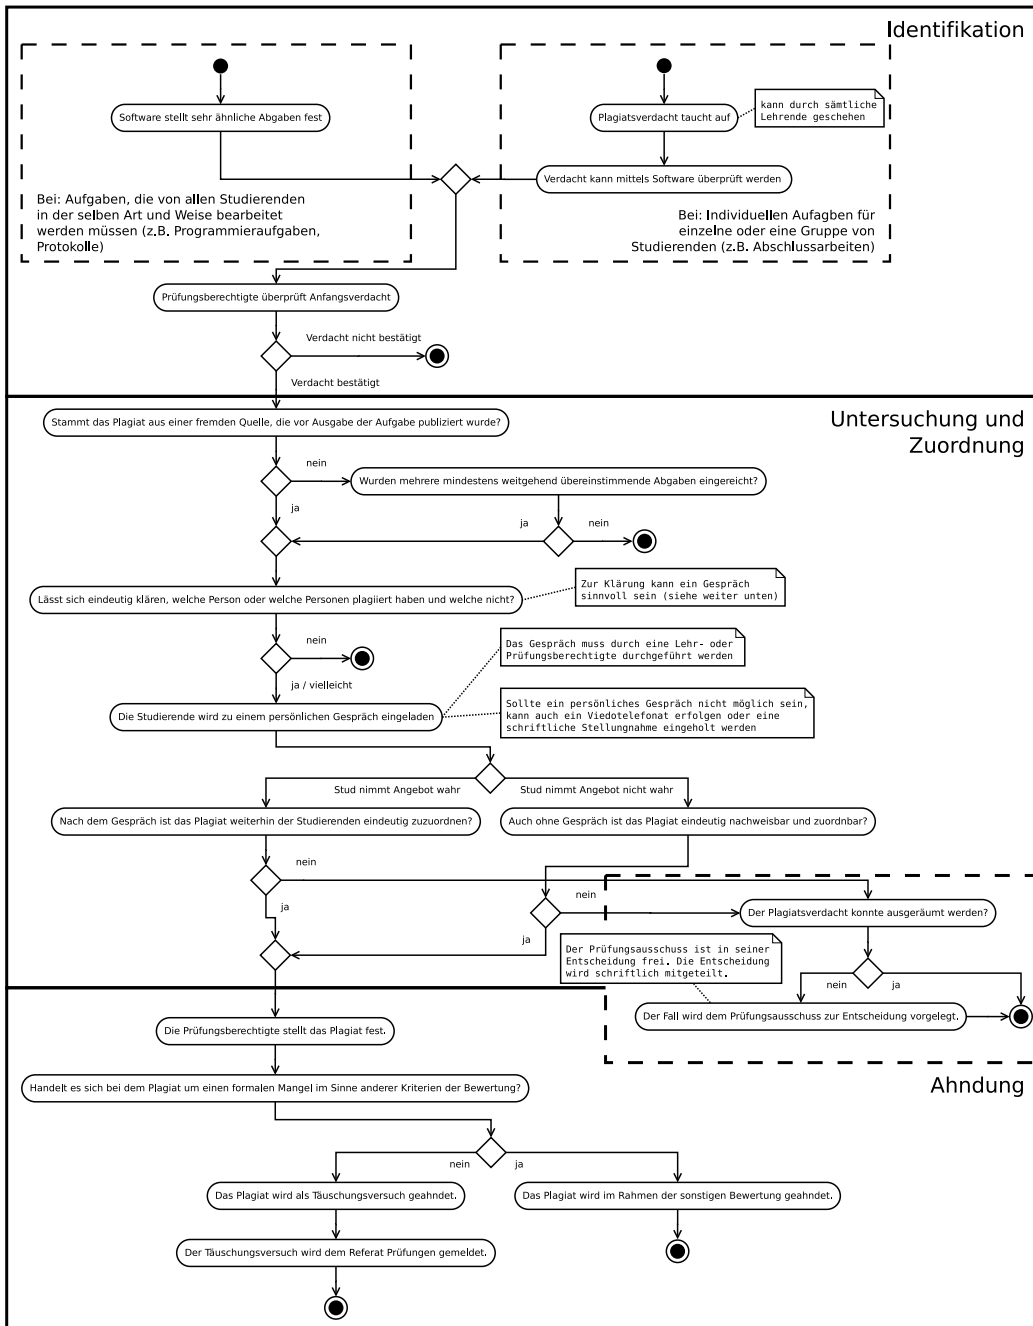 Identifikation
Software stellt sehr ähnliche Abgaben fest
Plagiatsverdacht taucht auf
kann durch sämtliche
Lehrende geschehen
Verdacht kann mittels Software überprüft werden
Bei: Aufgaben, die von allen Studierenden
in der selben Art und Weise bearbeitet
werden müssen (z.B. Programmieraufgaben,
Protokolle)
Bei: Individuellen Aufagben für
einzelne oder eine Gruppe von
Studierenden (z.B. Abschlussarbeiten)
Prüfungsberechtigte überprüft Anfangsverdacht
Verdacht nicht bestätigt
Verdacht bestätigt
Untersuchung und
Zuordnung
Stammt das Plagiat aus einer fremden Quelle, die vor Ausgabe der Aufgabe publiziert wurde?
nein
Wurden mehrere mindestens weitgehend übereinstimmende Abgaben eingereicht?
ja
ja
nein
Lässt sich eindeutig klären, welche Person oder welche Personen plagiiert haben und welche nicht?
Zur Klärung kann ein Gespräch
sinnvoll sein (siehe weiter unten)
nein
ja / vielleicht
Das Gespräch muss durch eine Lehr- oder
Prüfungsberechtigte durchgeführt werden
Die Studierende wird zu einem persönlichen Gespräch eingeladen
Sollte ein persönliches Gespräch nicht möglich sein,
kann auch ein Viedotelefonat erfolgen oder eine
schriftliche Stellungnahme eingeholt werden
Stud nimmt Angebot wahr
Stud nimmt Angebot nicht wahr
Nach dem Gespräch ist das Plagiat weiterhin der Studierenden eindeutig zuzuordnen?
Auch ohne Gespräch ist das Plagiat eindeutig nachweisbar und zuordnbar?
nein
ja
nein
ja
Der Plagiatsverdacht konnte ausgeräumt werden?
Der Prüfungsausschuss ist in seiner
Entscheidung frei. Die Entscheidung
wird schriftlich mitgeteilt.
nein
ja
Der Fall wird dem Prüfungsausschuss zur Entscheidung vorgelegt.
Ahndung
Die Prüfungsberechtigte stellt das Plagiat fest.
Handelt es sich bei dem Plagiat um einen formalen Mangel im Sinne anderer Kriterien der Bewertung?
nein
ja
Das Plagiat wird als Täuschungsversuch geahndet.
Das Plagiat wird im Rahmen der sonstigen Bewertung geahndet.
Der Täuschungsversuch wird dem Referat Prüfungen gemeldet.